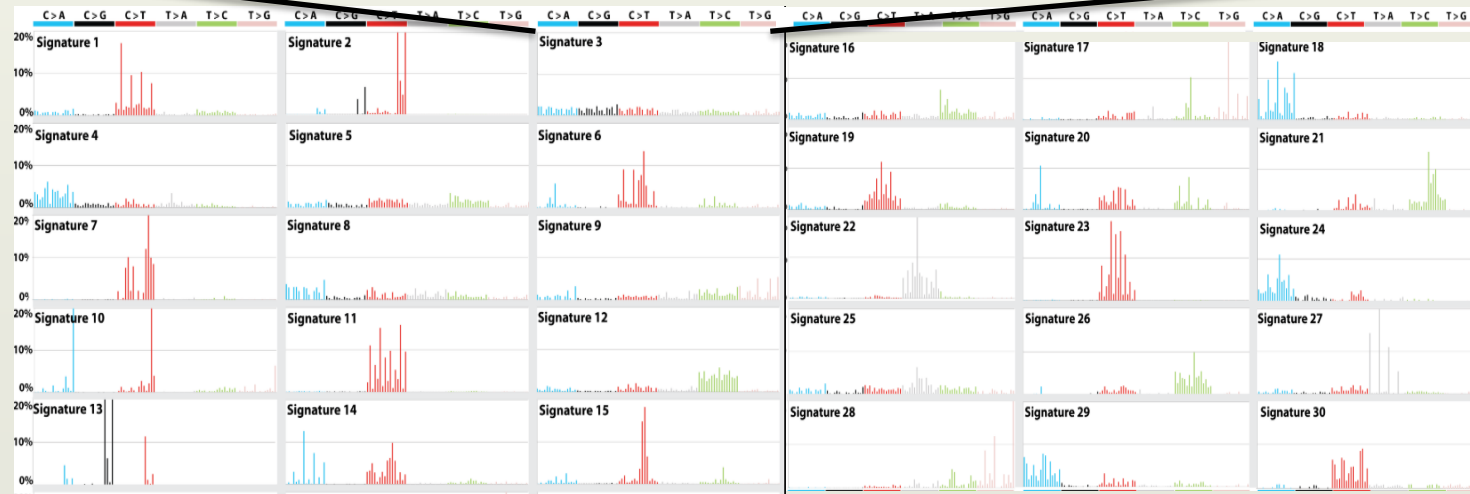 C>A C>G C>T T>A T>C T>G C>A C>G C>T T>A T>C T>G C>A C>G C>T T>A T>C T>G C>A C>G C>T T>A T>C T>G C>A C>G C>T T>A T>C T>G C>A C>G C>T T>A T>C T>G
20% Signature 1 Signature 2 Signature 3 Signature 16 Signature 17 Signature 18
10%
0%
20% Signature 4 Signature 5 Signature 6 Signature 19 Signature 20 Signature 21
10%
0%
20% Signature 7 Signature 8 Signature 9 Signature 22 Signature 23 Signature 24
10%
0%
20% Signature 10 Signature 11 Signature 12 Signature 25 Signature 26 Signature 27
10%
0%
20% Signature 13 Signature 14 Signature 15 Signature 28 Signature 29 Signature 30
10%
0%